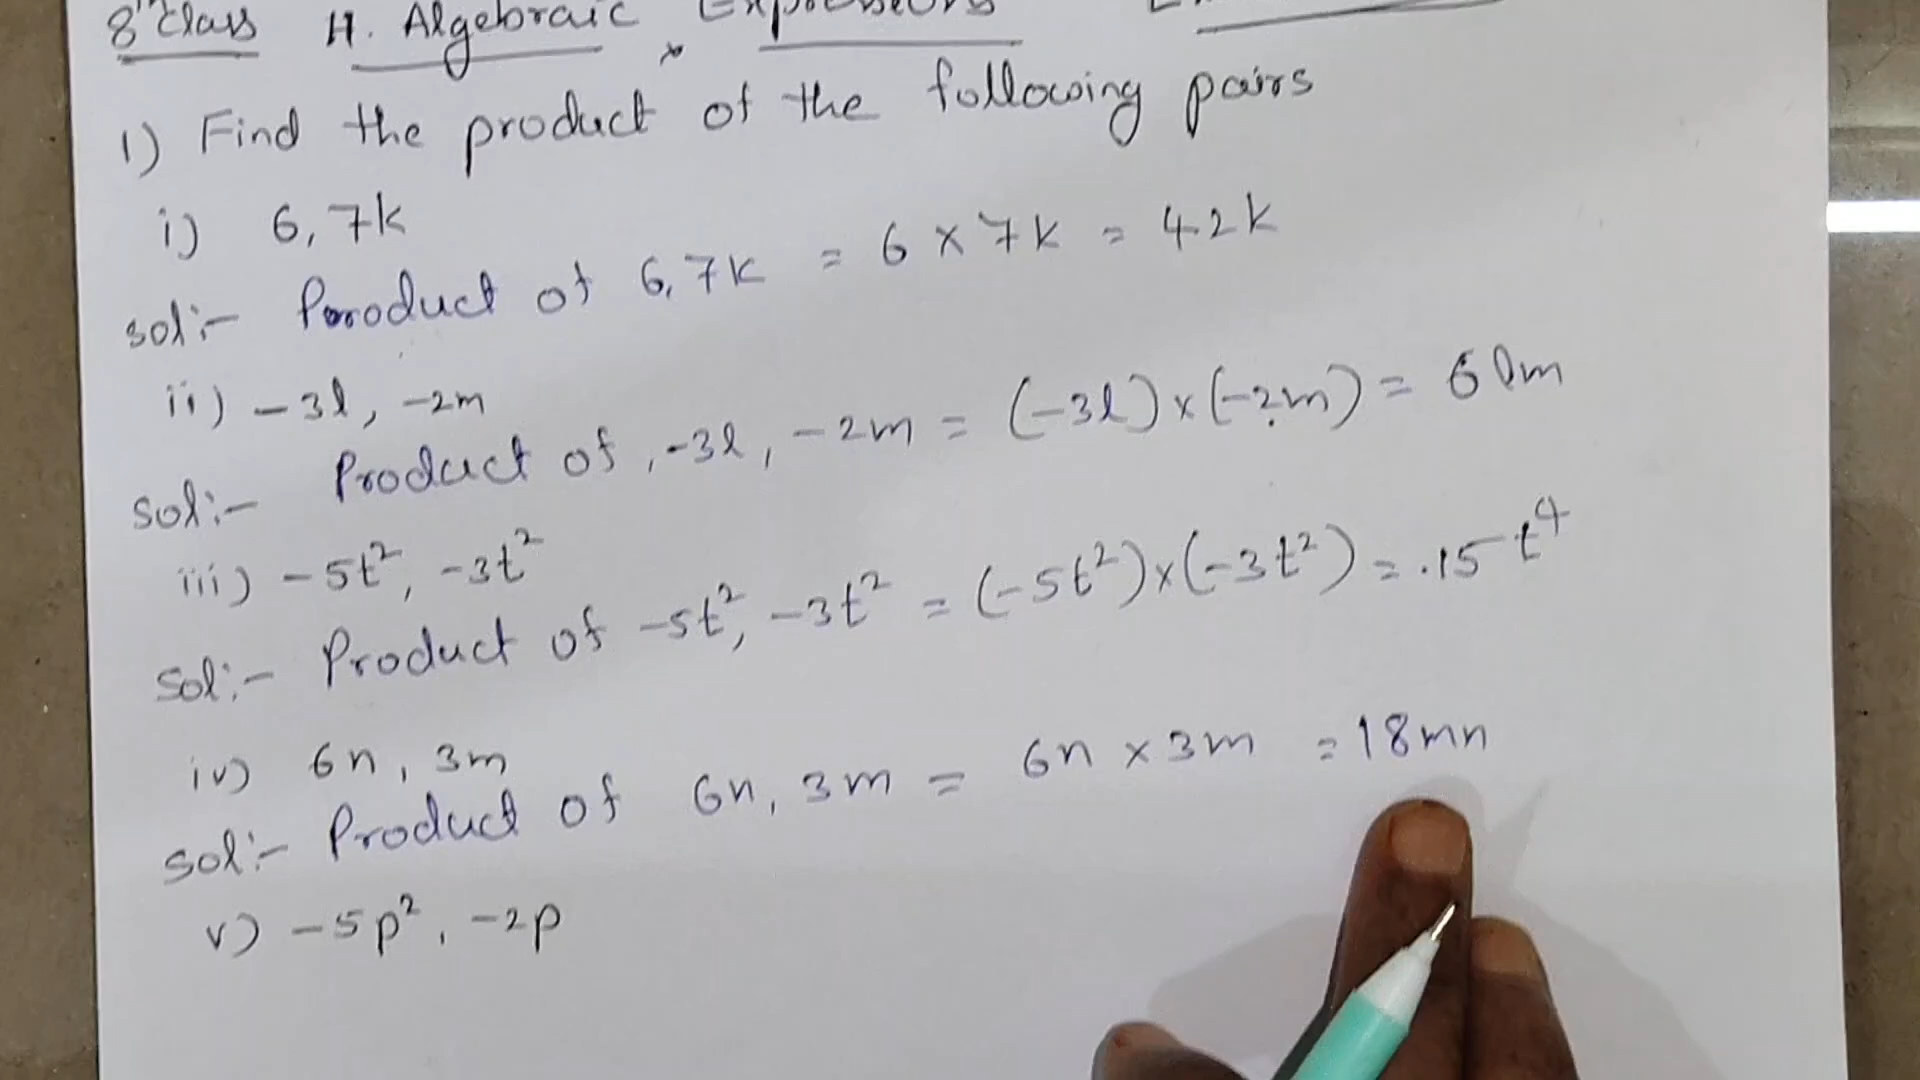 8th class 11. Algebraic Expressions
1) Find the product of the following pairs
i) 6, 7k
sol:- Product of 6, 7k = 6 × 7k = 42k
ii) -3l, -2m
sol:- Product of, -3l, -2m = (-3l)×(-2m) = 6lm
iii) -5t², -3t²
sol:- Product of -5t², -3t² = (-5t²)×(-3t²) = 15t⁴
iv) 6n, 3m
sol:- Product of 6n, 3m = 6n × 3m = 18mn
v) -5p², -2p